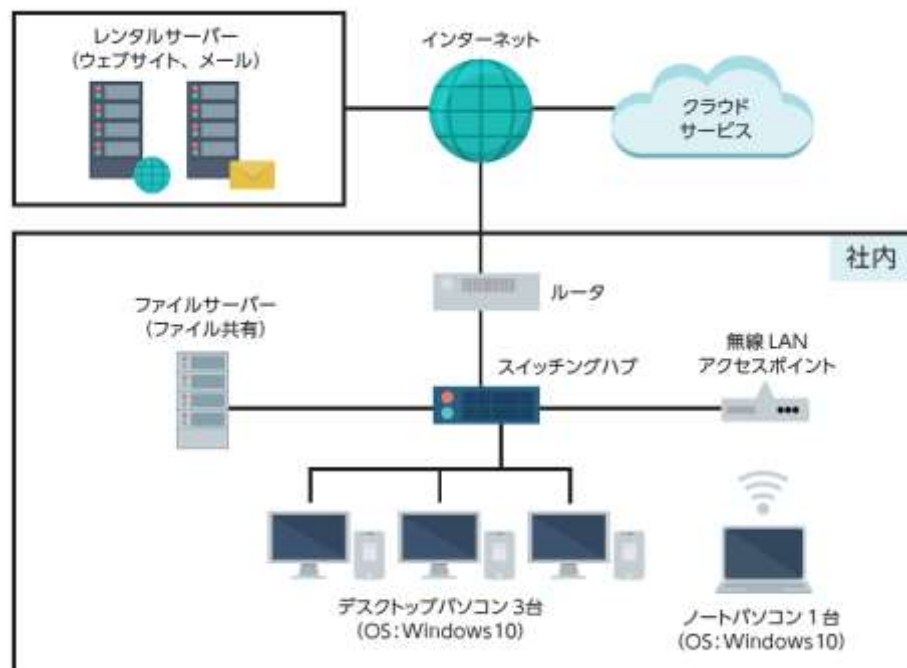 レンタルサーバー
（ウェブサイト、メール）
インターネット
クラウド
サービス
社内
ルータ
ファイルサーバー
（ファイル共有）
スイッチングハブ
無線 LAN
アクセスポイント
デスクトップパソコン 3台
（OS：Windows10）
ノートパソコン 1 台
（OS：Windows10）